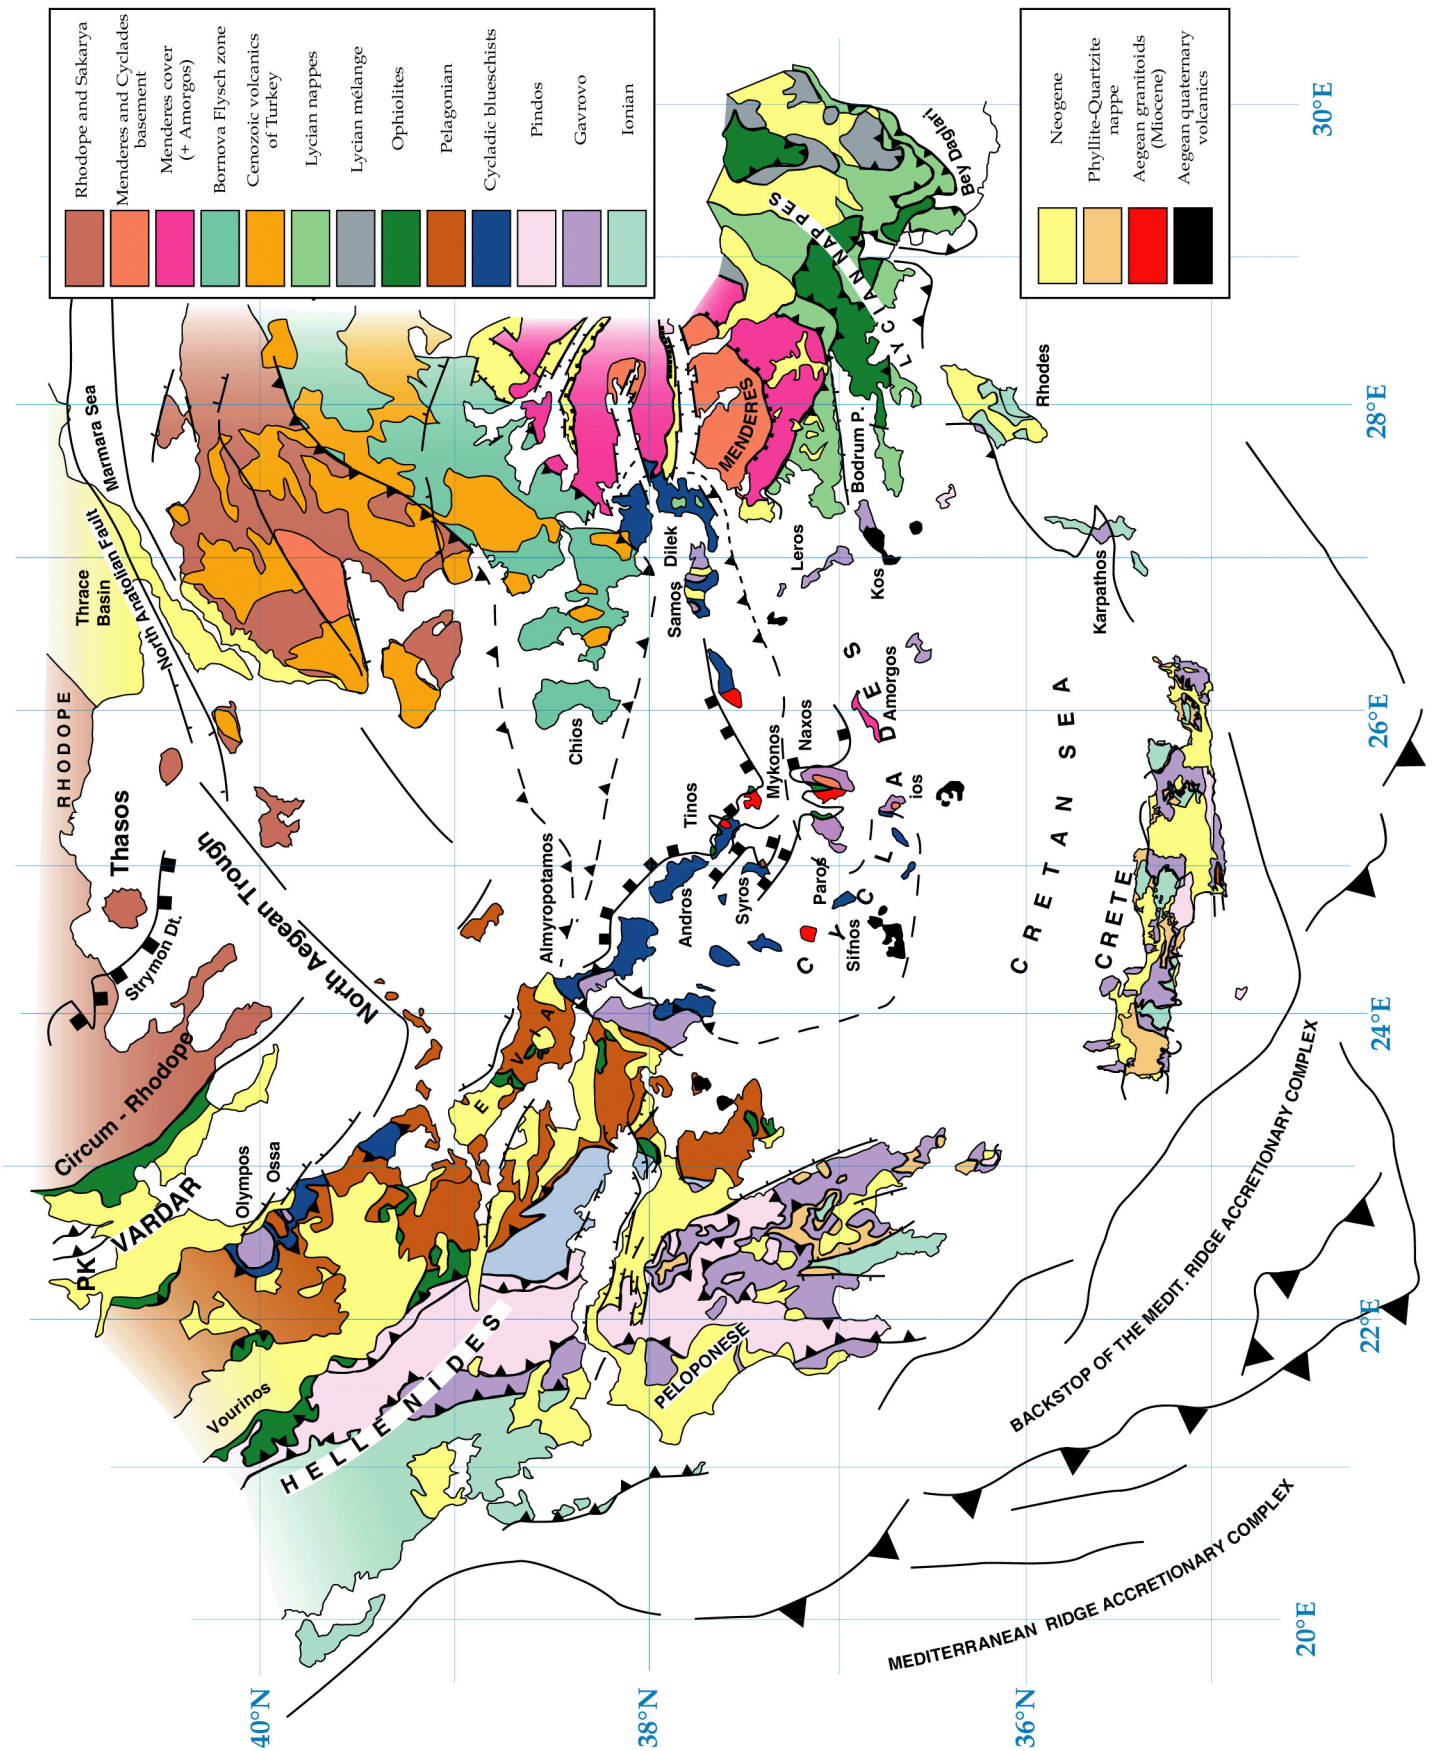 Rhodope and Sakarya
Menderes and Cyclades
basement
Menderes cover
(+ Amorgos)
Bornova Flysch zone
Cenozoic volcanics
of Turkey
Lycian nappes
Lycian mélange
Ophiolites
Pelagonian
Cycladic blueschists
Pindos
Gavrovo
Ionian
Neogene
Phyllite-Quartzite
nappe
Aegean granitoids
(Miocene)
Aegean quaternary
volcanics
30°E
28°E
26°E
24°E
22°E
20°E
40°N
38°N
36°N
Marmara Sea
North Anatolian Fault
Thrace
Basin
RHODOPE
Thasos
Strymon Dt.
North Aegean Trough
Circum - Rhodope
PK
VARDAR
Olympos
Ossa
Vourinos
HELLENIDES
PELOPONESE
EVIA
Almyropotamos
Chios
Tinos
Andros
Syros
Mykonos
Naxos
Paros
Sifnos
ios
Amorgos
CYCLADES
Samos
Dilek
Leros
Kos
Bodrum P.
MENDERES
LYCIAN NAPPES
LYCIAN NAPPES
Bey Daglari
Rhodes
Karpathos
CRETAN SEA
CRETE
BACKSTOP OF THE MEDIT. RIDGE ACCRETIONARY COMPLEX
MEDITERRANEAN RIDGE ACCRETIONARY COMPLEX